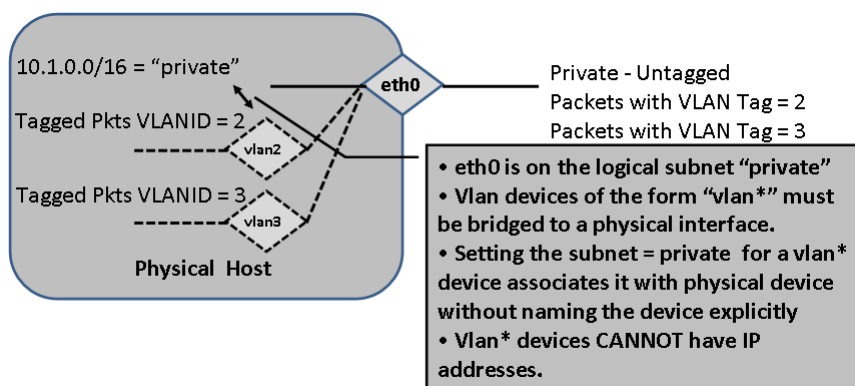 10.1.0.0/16 = “private”
eth0
Private - Untagged
Packets with VLAN Tag = 2
Packets with VLAN Tag = 3
Tagged Pkts VLANID = 2
vlan2
Tagged Pkts VLANID = 3
vlan3
Physical Host
• eth0 is on the logical subnet “private”
• Vlan devices of the form “vlan*” must
be bridged to a physical interface.
• Setting the subnet = private for a vlan*
device associates it with physical device
without naming the device explicitly
• Vlan* devices CANNOT have IP
addresses.